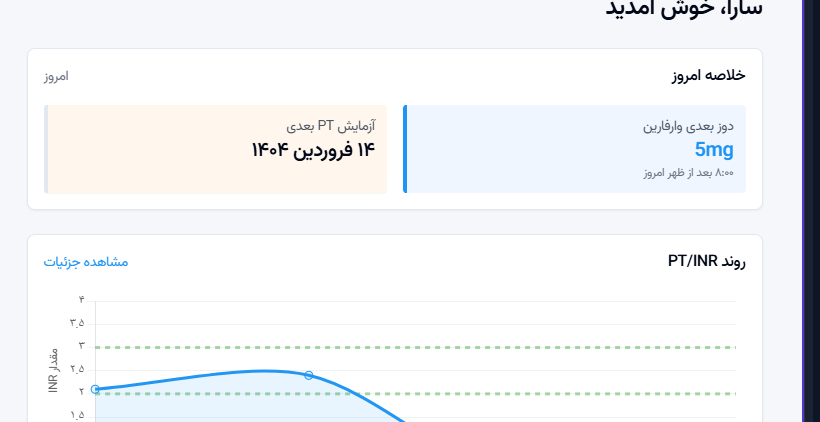 سارا، خوش آمدید
خلاصه امروز
امروز
دوز بعدی وارفارین
5mg
۸:۰۰ بعد از ظهر امروز
آزمایش PT بعدی
۱۴ فروردین ۱۴۰۴
روند PT/INR
مشاهده جزئیات
۴
۳٫۵
۳
۲٫۵
۲
۱٫۵
مقدار INR